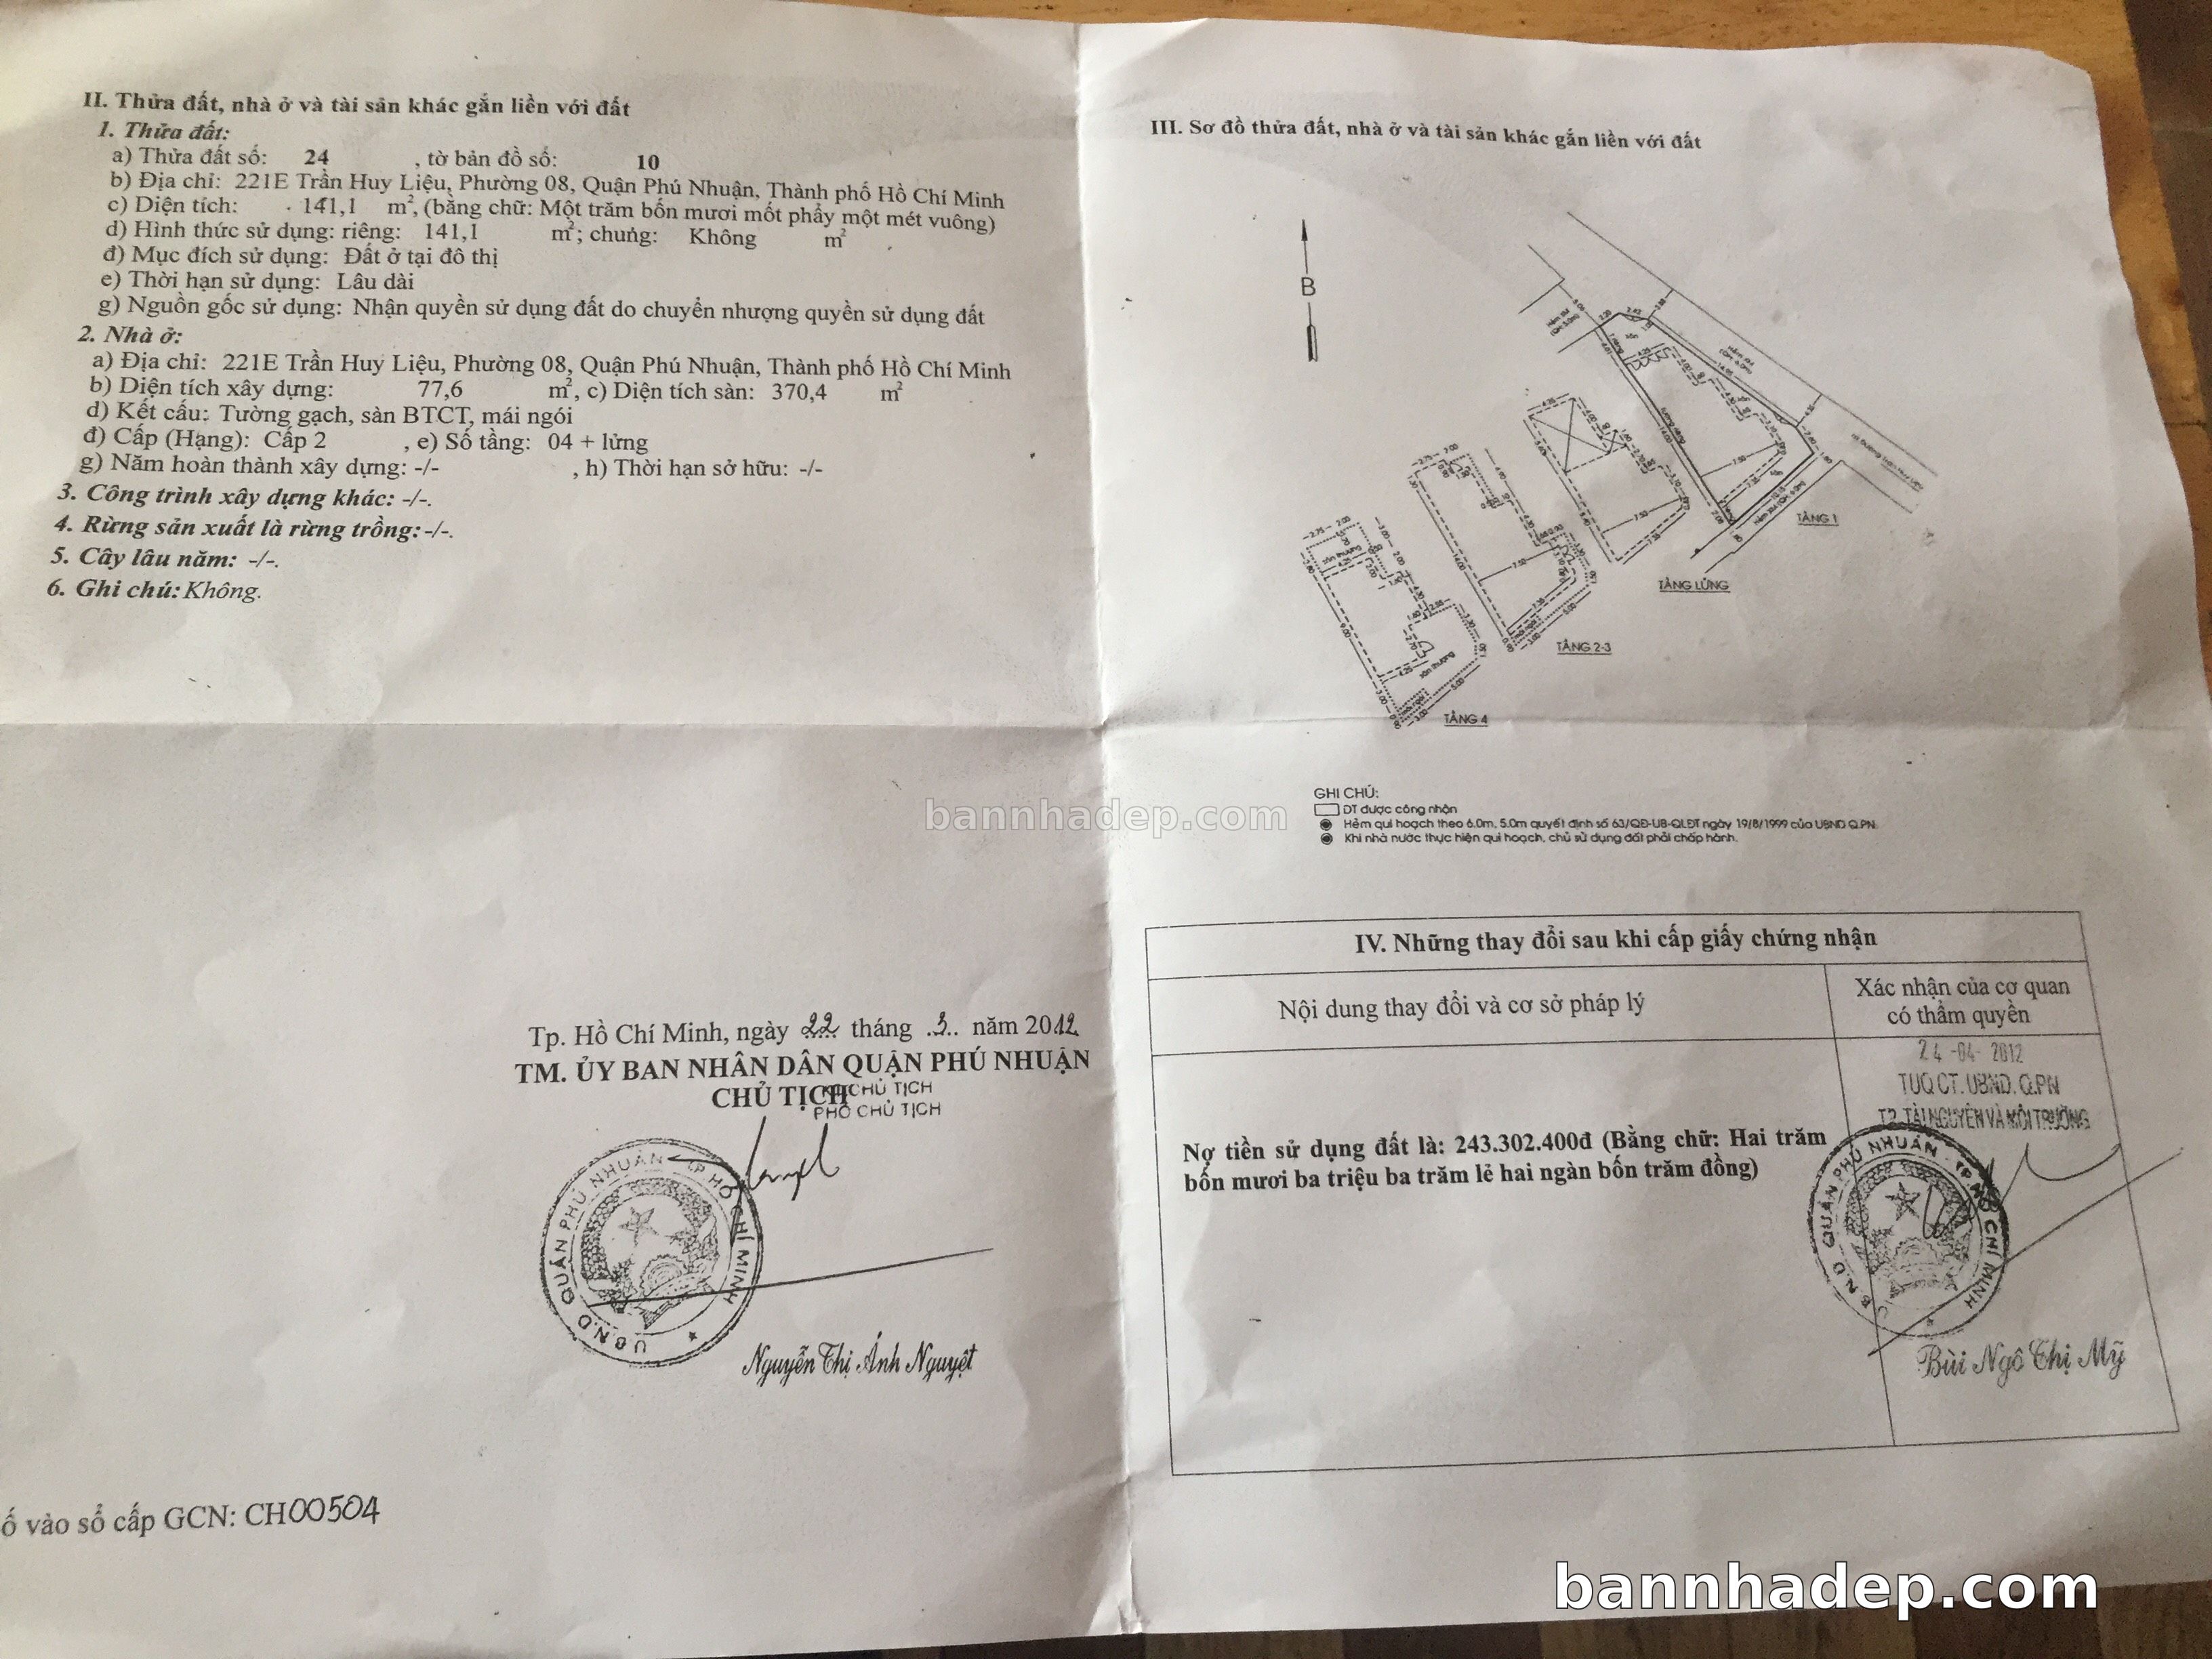 II. Thửa đất, nhà ở và tài sản khác gắn liền với đất
1. Thửa đất:
a) Thửa đất số: 24 , tờ bản đồ số: 10
b) Địa chỉ: 221E Trần Huy Liệu, Phường 08, Quận Phú Nhuận, Thành phố Hồ Chí Minh
c) Diện tích: 141,1 m², (bằng chữ: Một trăm bốn mươi mốt phẩy một mét vuông)
d) Hình thức sử dụng: riêng: 141,1 m²; chung: Không m²
đ) Mục đích sử dụng: Đất ở tại đô thị
e) Thời hạn sử dụng: Lâu dài
g) Nguồn gốc sử dụng: Nhận quyền sử dụng đất do chuyển nhượng quyền sử dụng đất
2. Nhà ở:
a) Địa chỉ: 221E Trần Huy Liệu, Phường 08, Quận Phú Nhuận, Thành phố Hồ Chí Minh
b) Diện tích xây dựng: 77,6 m², c) Diện tích sàn: 370,4 m²
d) Kết cấu: Tường gạch, sàn BTCT, mái ngói
đ) Cấp (Hạng): Cấp 2 , e) Số tầng: 04 + lửng
g) Năm hoàn thành xây dựng: -/- , h) Thời hạn sở hữu: -/-
3. Công trình xây dựng khác: -/-.
4. Rừng sản xuất là rừng trồng: -/-.
5. Cây lâu năm: -/-.
6. Ghi chú: Không.
Tp. Hồ Chí Minh, ngày 22 tháng 3 năm 2012
TM. ỦY BAN NHÂN DÂN QUẬN PHÚ NHUẬN
CHỦ TỊCH
KT. CHỦ TỊCH
PHÓ CHỦ TỊCH
U.B.N.D QUẬN PHÚ NHUẬN - TP HỒ CHÍ MINH
Nguyễn Thị Ánh Nguyệt
ố vào sổ cấp GCN: CH00504
III. Sơ đồ thửa đất, nhà ở và tài sản khác gắn liền với đất
B
TẦNG 1
TẦNG LỬNG
TẦNG 2-3
TẦNG 4
GHI CHÚ:
DT được công nhận
Hẻm qui hoạch theo 6.0m, 5.0m quyết định số 63/QĐ-UB-QLĐT ngày 19/8/1999 của UBND Q.PN
Khi nhà nước thực hiện qui hoạch, chủ sử dụng đất phải chấp hành.
IV. Những thay đổi sau khi cấp giấy chứng nhận
Nội dung thay đổi và cơ sở pháp lý
Xác nhận của cơ quan
có thẩm quyền
Nợ tiền sử dụng đất là: 243.302.400đ (Bằng chữ: Hai trăm
bốn mươi ba triệu ba trăm lẻ hai ngàn bốn trăm đồng)
24 -04- 2012
TUQ CT. UBND. Q.PN
TP. TÀI NGUYÊN VÀ MÔI TRƯỜNG
U.B.N.D QUẬN PHÚ NHUẬN - TP HỒ CHÍ MINH
Bùi Ngô Thị Mỹ
bannhadep.com
bannhadep.com